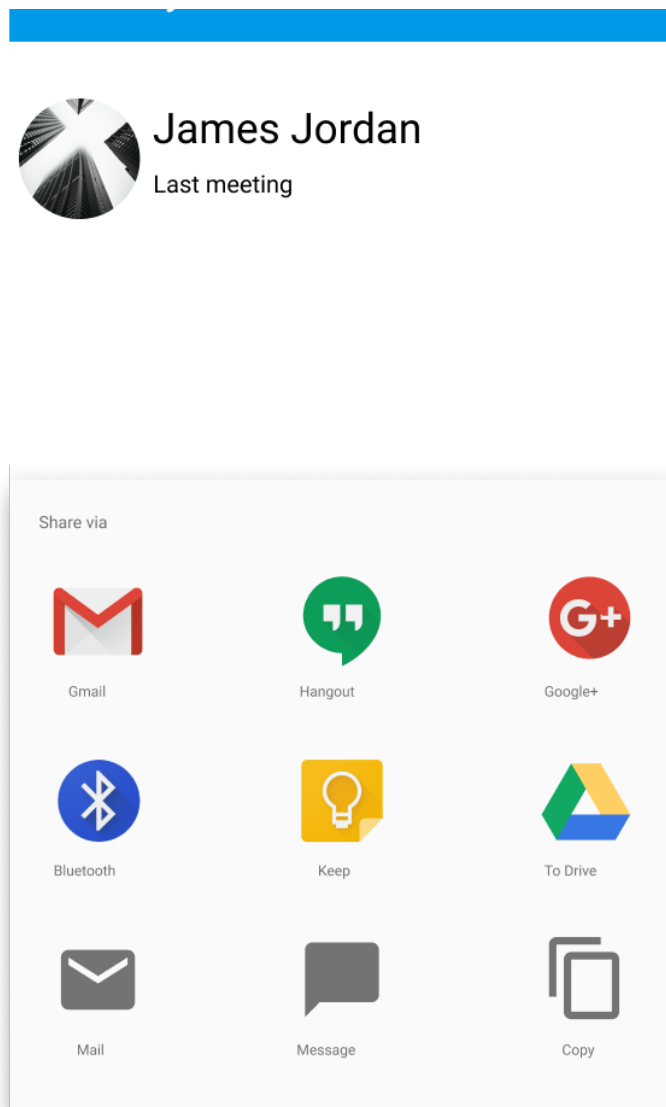 James Jordan
Last meeting
Share via
Gmail
Hangout
Google+
Bluetooth
Keep
To Drive
Mail
Message
Copy